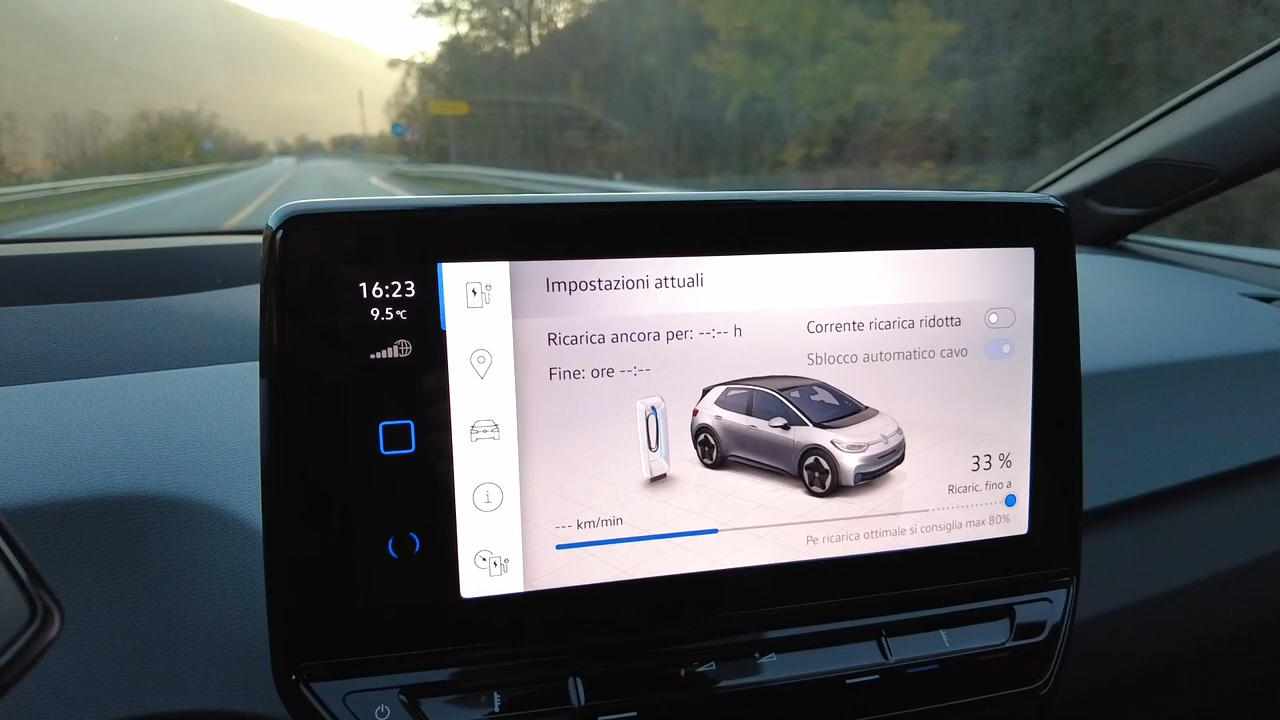 16:23
9.5°C
Impostazioni attuali
Ricarica ancora per: --:-- h
Fine: ore --:--
Corrente ricarica ridotta
Sblocco automatico cavo
33 %
Ricaric. fino a
--- km/min
Pe ricarica ottimale si consiglia max 80%